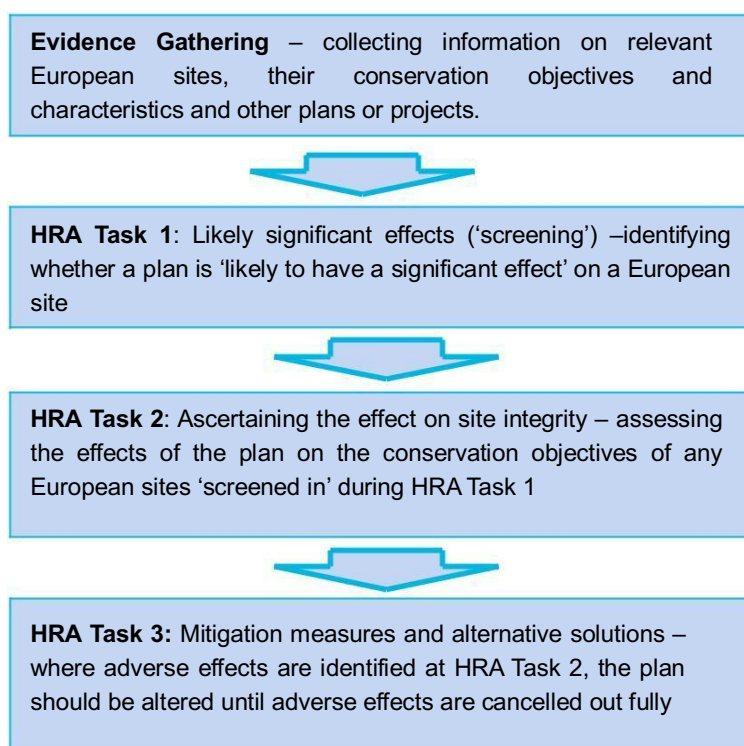 Evidence Gathering – collecting information on relevant
European sites, their conservation objectives and
characteristics and other plans or projects.
HRA Task 1: Likely significant effects (‘screening’) –identifying
whether a plan is ‘likely to have a significant effect’ on a European
site
HRA Task 2: Ascertaining the effect on site integrity – assessing
the effects of the plan on the conservation objectives of any
European sites ‘screened in’ during HRA Task 1
HRA Task 3: Mitigation measures and alternative solutions –
where adverse effects are identified at HRA Task 2, the plan
should be altered until adverse effects are cancelled out fully